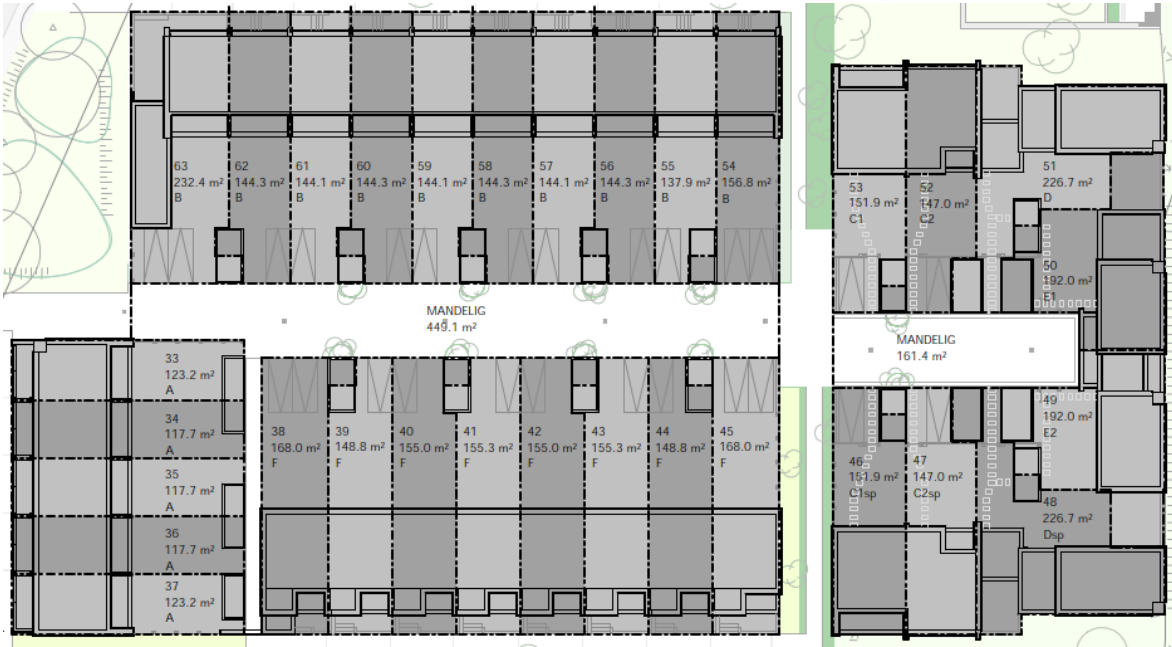 63
232.4 m²
B
62
144.3 m²
B
61
144.1 m²
B
60
144.3 m²
B
59
144.1 m²
B
58
144.3 m²
B
57
144.1 m²
B
56
144.3 m²
B
55
137.9 m²
B
54
156.8 m²
B
53
151.9 m²
C1
52
147.0 m²
C2
51
226.7 m²
D
50
192.0 m²
E1
MANDELIG
449.1 m²
MANDELIG
161.4 m²
33
123.2 m²
A
34
117.7 m²
A
35
117.7 m²
A
36
117.7 m²
A
37
123.2 m²
A
38
168.0 m²
F
39
148.8 m²
F
40
155.0 m²
F
41
155.3 m²
F
42
155.0 m²
F
43
155.3 m²
F
44
148.8 m²
F
45
168.0 m²
F
46
151.9 m²
C1sp
47
147.0 m²
C2sp
49
192.0 m²
E2
48
226.7 m²
Dsp